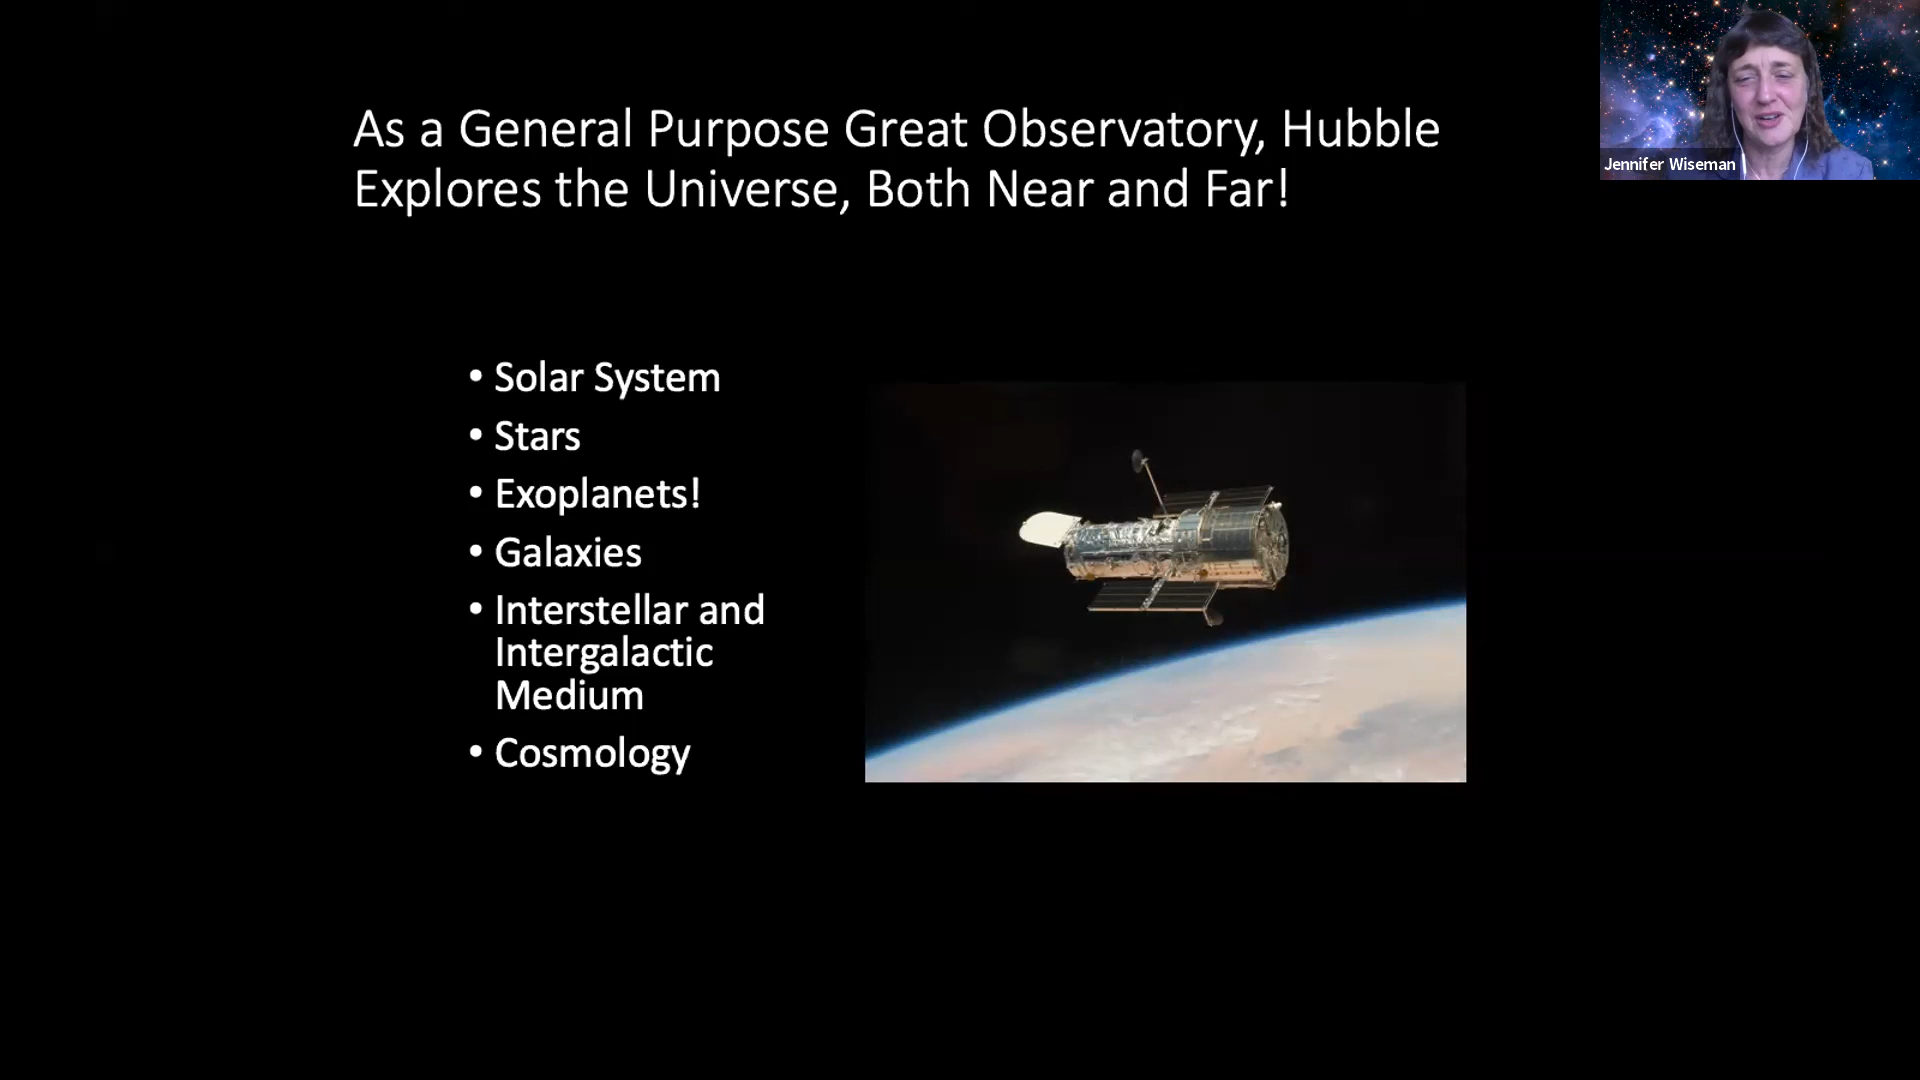 As a General Purpose Great Observatory, Hubble
Explores the Universe, Both Near and Far!
• Solar System
• Stars
• Exoplanets!
• Galaxies
• Interstellar and
Intergalactic
Medium
• Cosmology
Jennifer Wiseman